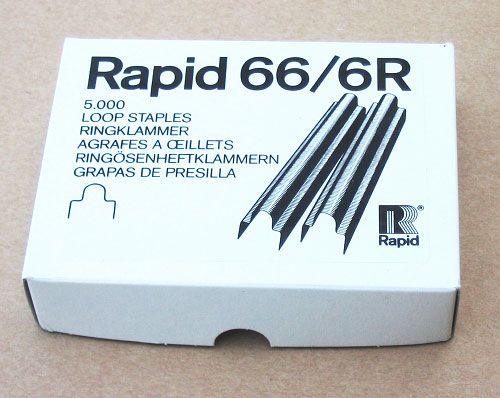 Rapid 66/6R
5.000
LOOP STAPLES
RINGKLAMMER
AGRAFES A ŒILLETS
RINGÖSENHEFTKLAMMERN
GRAPAS DE PRESILLA
R®
Rapid